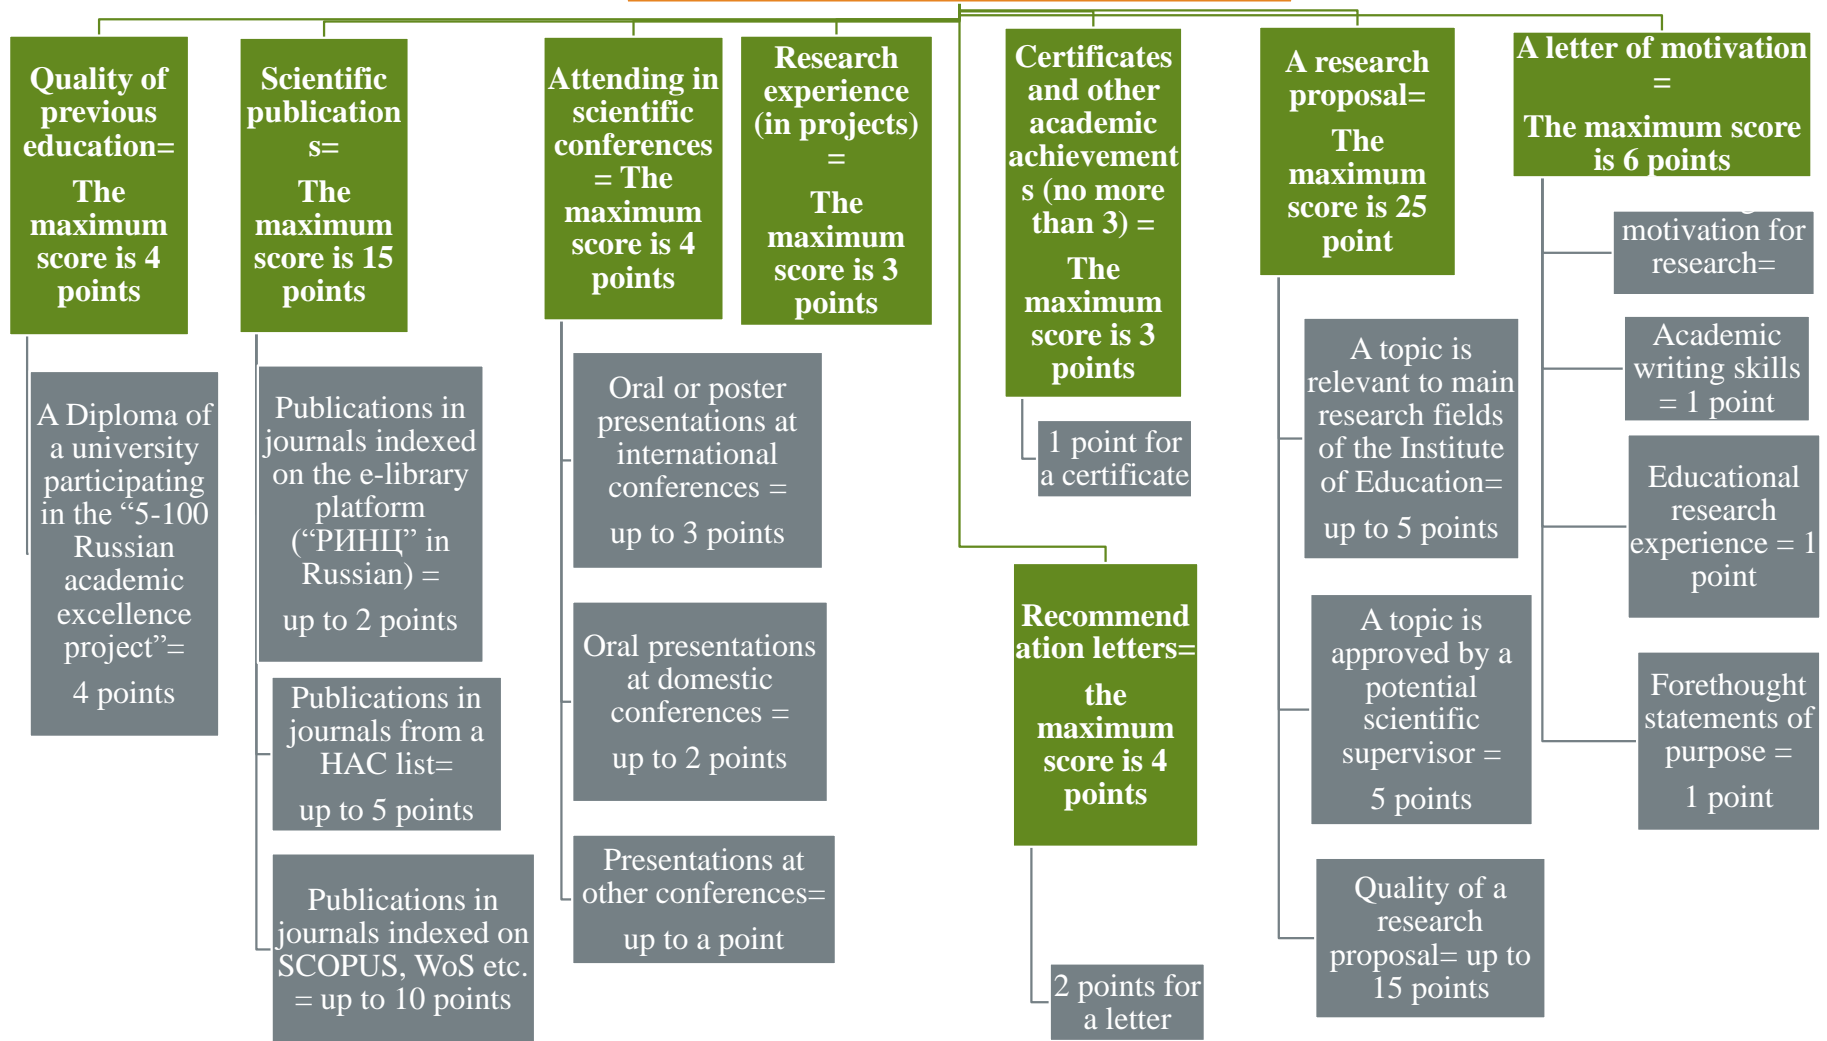 Quality of
previous
education=
The
maximum
score is 4
points
A Diploma of
a university
participating
in the “5-100
Russian
academic
excellence
project”=
4 points
Scientific
publication
s=
The
maximum
score is 15
points
Publications in
journals indexed
on the e-library
platform
(“РИНЦ” in
Russian) =
up to 2 points
Publications in
journals from a
HAC list=
up to 5 points
Publications in
journals indexed on
SCOPUS, WoS etc.
= up to 10 points
Attending in
scientific
conferences
= The
maximum
score is 4
points
Oral or poster
presentations at
international
conferences =
up to 3 points
Oral presentations
at domestic
conferences =
up to 2 points
Presentations at
other conferences=
up to a point
Research
experience
(in projects)
=
The
maximum
score is 3
points
Certificates
and other
academic
achievement
s (no more
than 3) =
The
maximum
score is 3
points
1 point for
a certificate
Recommend
ation letters=
the
maximum
score is 4
points
2 points for
a letter
A research
proposal=
The
maximum
score is 25
point
A topic is
relevant to main
research fields
of the Institute
of Education=
up to 5 points
A topic is
approved by a
potential
scientific
supervisor =
5 points
Quality of a
research
proposal= up to
15 points
A letter of motivation
=
The maximum score
is 6 points
motivation for
research=
Academic
writing skills
= 1 point
Educational
research
experience = 1
point
Forethought
statements of
purpose =
1 point